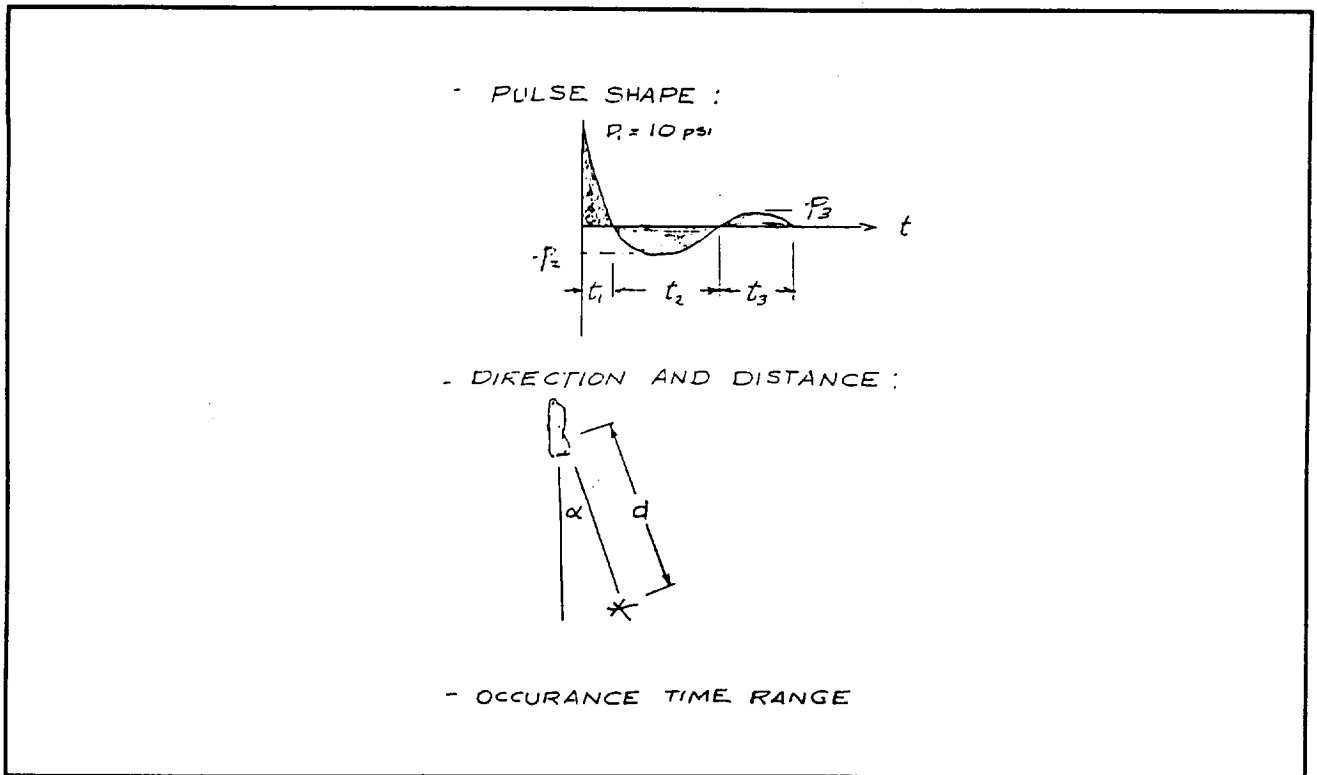 - PULSE SHAPE :
P₁ = 10 psi
P₃
t
-P₂
t₁ t₂ t₃
- DIRECTION AND DISTANCE :
α d
- OCCURANCE TIME RANGE